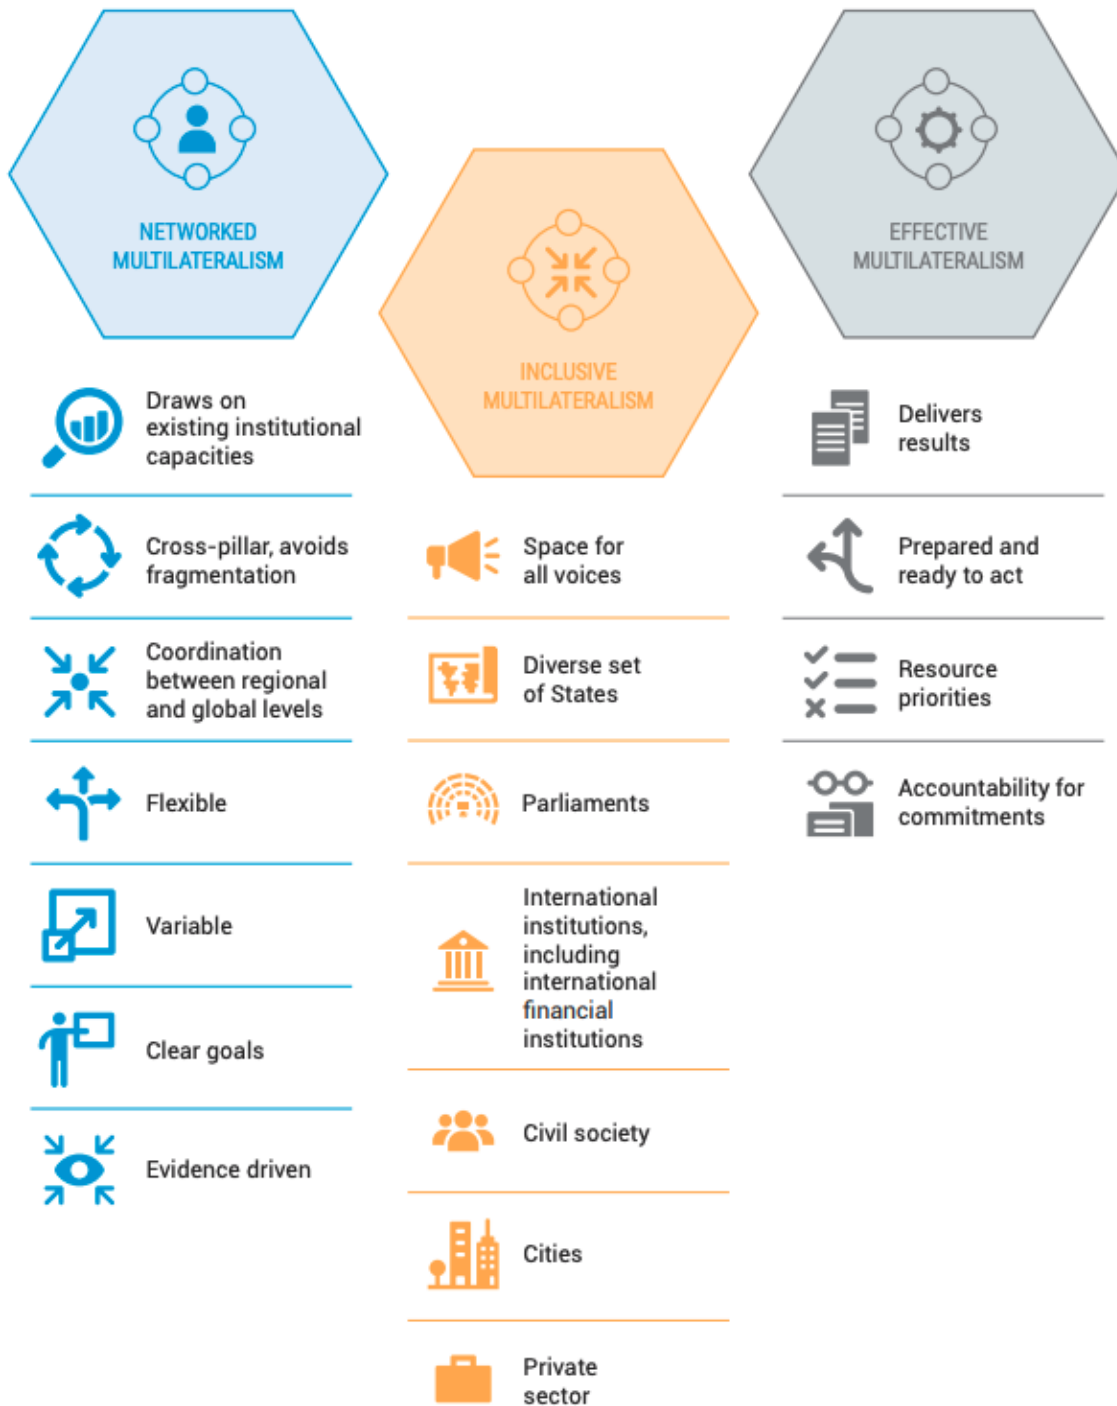 NETWORKED
MULTILATERALISM
Draws on
existing institutional
capacities
Cross-pillar, avoids
fragmentation
Coordination
between regional
and global levels
Flexible
Variable
Clear goals
Evidence driven
INCLUSIVE
MULTILATERALISM
Space for
all voices
Diverse set
of States
Parliaments
International
institutions,
including
international
financial
institutions
Civil society
Cities
Private
sector
EFFECTIVE
MULTILATERALISM
Delivers
results
Prepared and
ready to act
Resource
priorities
Accountability for
commitments